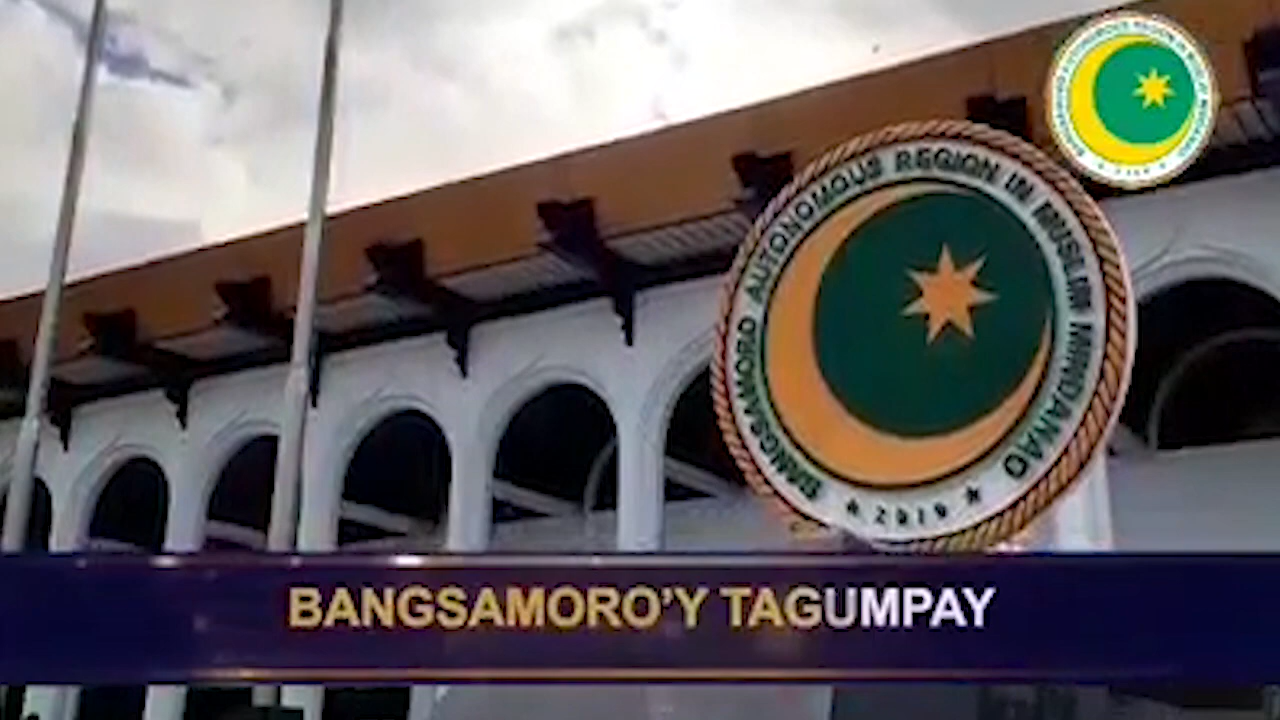 BANGSAMORO AUTONOMOUS REGION IN MUSLIM MINDANAO
★ 2019 ★
BANGSAMORO'Y TAGUMPAY